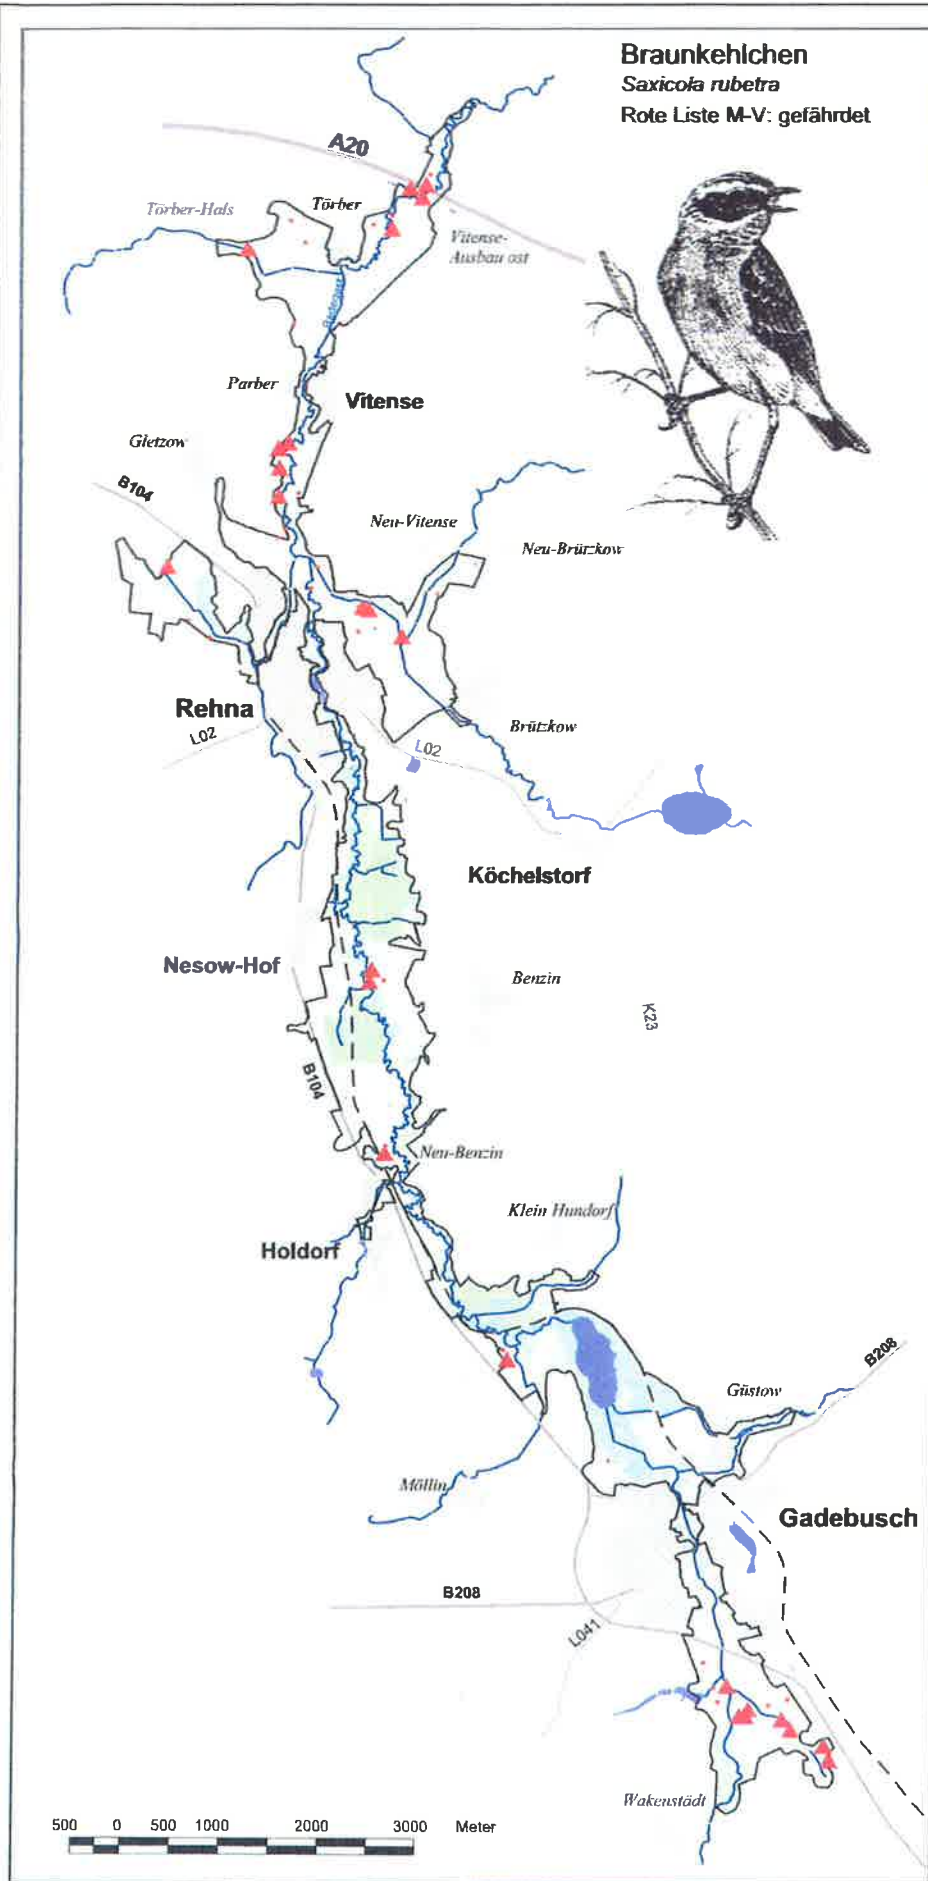 Braunkehlchen
Saxicola rubetra
Rote Liste M-V: gefährdet
A20
Törber-Hals
Törber
Vitense-
Ausbau ost
Parber
Vitense
Gletzow
B104
Neu-Vitense
Neu-Brützkow
Rehna
L02
L02
Brützkow
Köchelstorf
Nesow-Hof
Benzin
K23
B104
Neu-Benzin
Klein Hundorf
Holdorf
B208
Güstow
Möllin
Gadebusch
B208
L041
Wakenstädt
500 0 500 1000 2000 3000 Meter